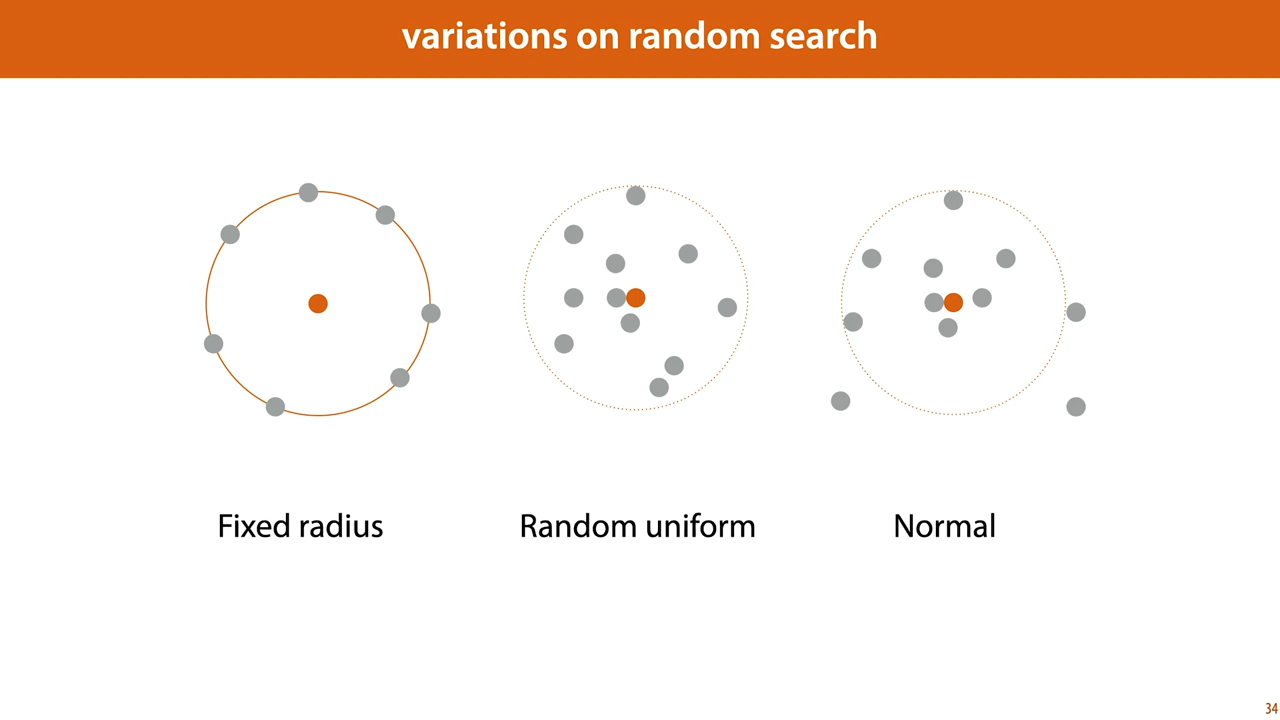 variations on random search
Fixed radius
Random uniform
Normal
34